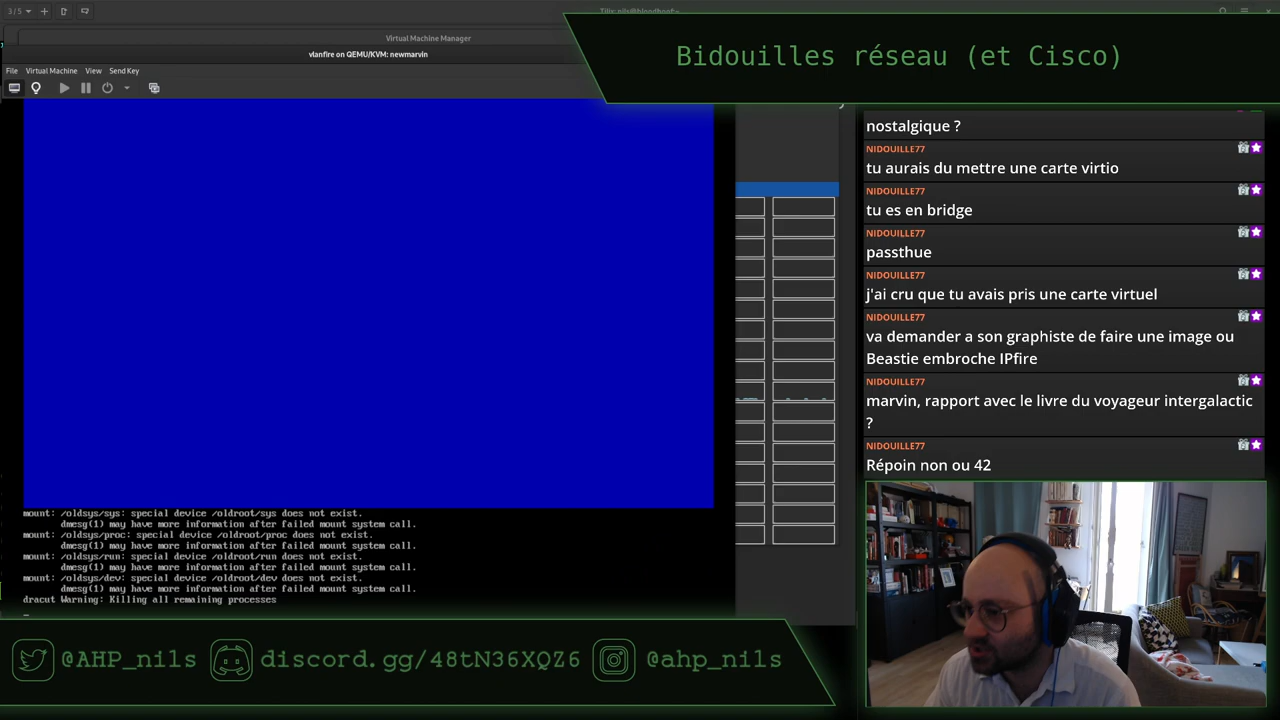 3/5
Tilix: nils@bloodhoof:~
Virtual Machine Manager
vlanfire on QEMU/KVM: newmarvin
File Virtual Machine View Send Key
Bidouilles réseau (et Cisco)
nostalgique ?
NIDOUILLE77
tu aurais du mettre une carte virtio
NIDOUILLE77
tu es en bridge
NIDOUILLE77
passthue
NIDOUILLE77
j'ai cru que tu avais pris une carte virtuel
NIDOUILLE77
va demander a son graphiste de faire une image ou
Beastie embroche IPfire
NIDOUILLE77
marvin, rapport avec le livre du voyageur intergalactic
?
NIDOUILLE77
Répoin non ou 42
mount: /oldsys/sys: special device /oldroot/sys does not exist.
dmesg(1) may have more information after failed mount system call.
mount: /oldsys/proc: special device /oldroot/proc does not exist.
dmesg(1) may have more information after failed mount system call.
mount: /oldsys/run: special device /oldroot/run does not exist.
dmesg(1) may have more information after failed mount system call.
mount: /oldsys/dev: special device /oldroot/dev does not exist.
dmesg(1) may have more information after failed mount system call.
dracut Warning: Killing all remaining processes
@AHP_nils discord.gg/48tN36XQZ6 @ahp_nils